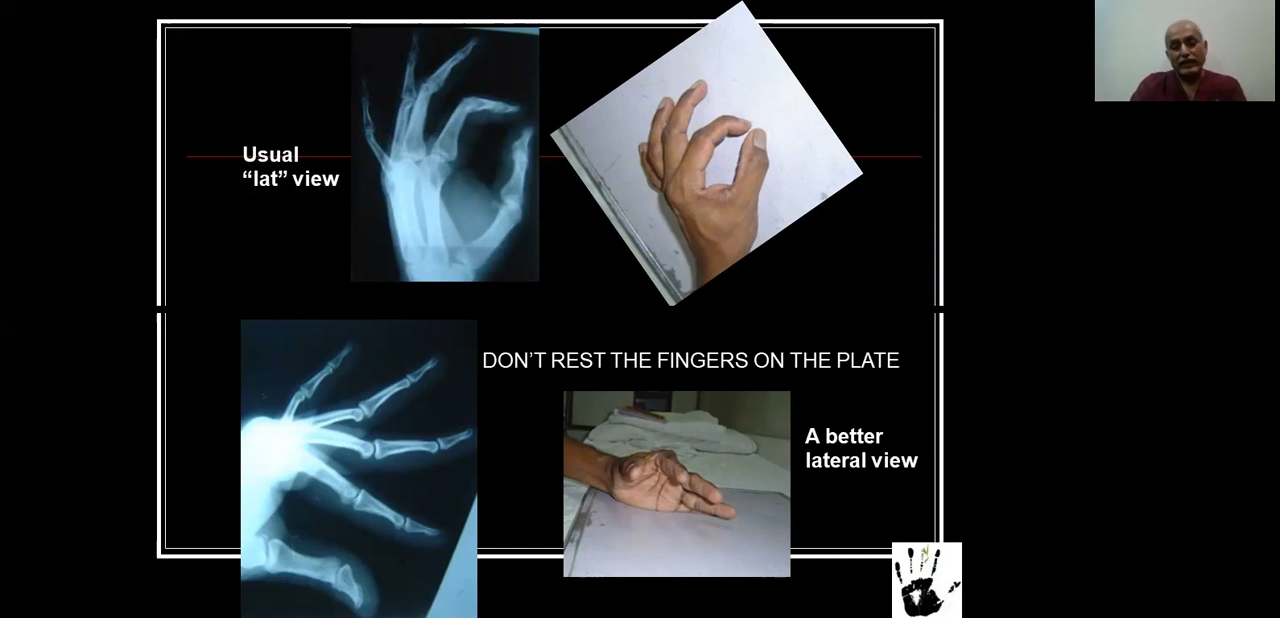 Usual
“lat” view
DON’T REST THE FINGERS ON THE PLATE
A better
lateral view